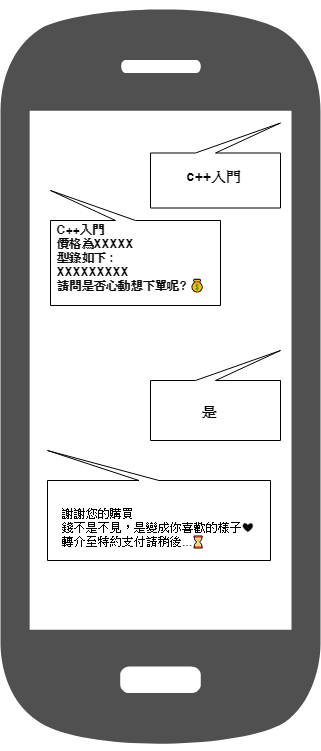 C++入門
C++入門
價格為XXXXX
型錄如下：
XXXXXXXXX
請問是否心動想下單呢? 💰
是
謝謝您的購買
錢不是不見，是變成你喜歡的樣子♥
轉介至特約支付請稍後...⏳